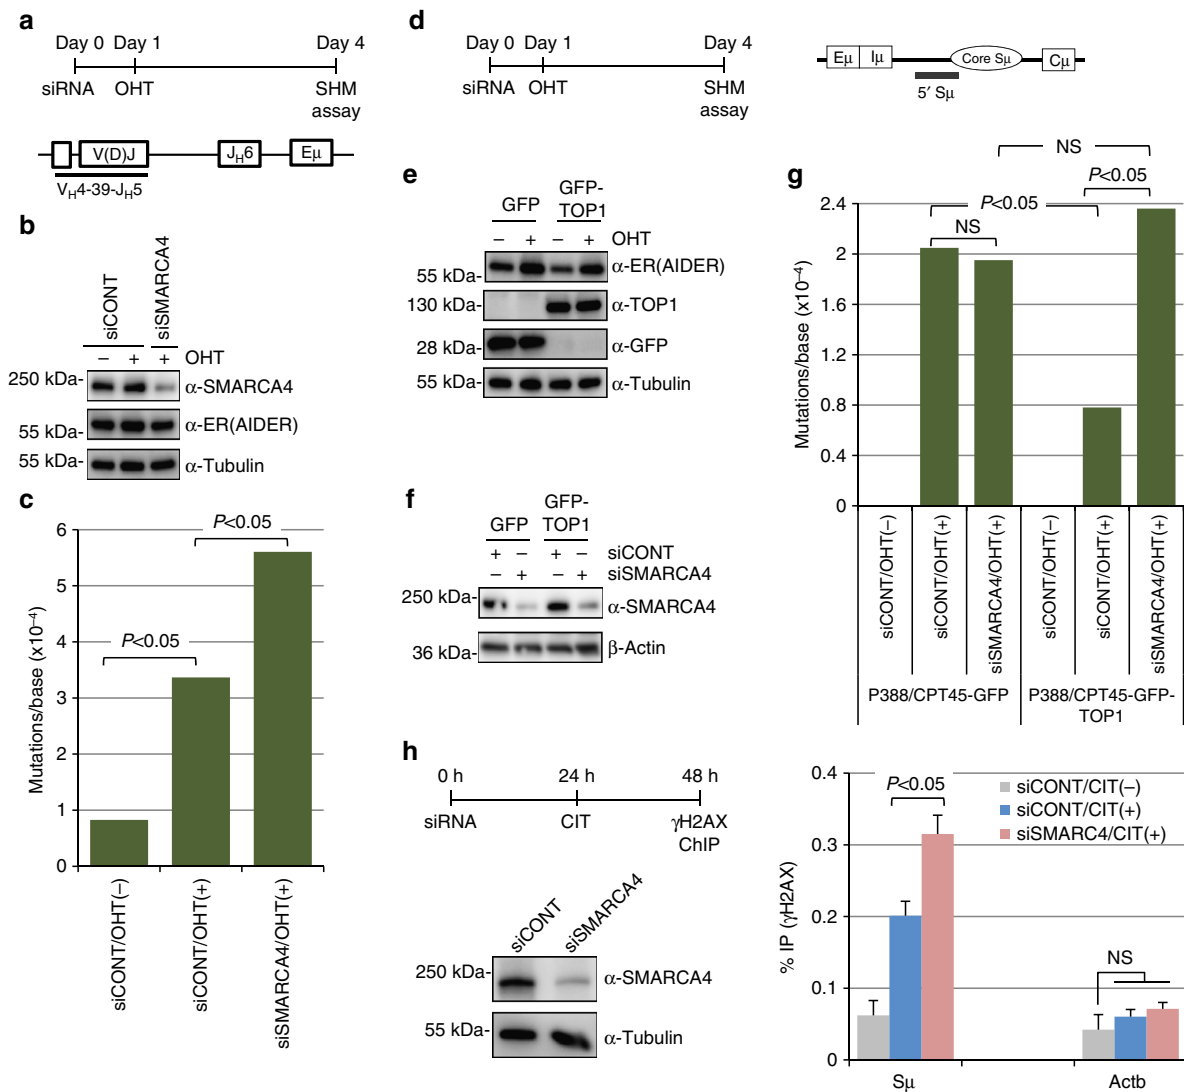 a
Day 0 Day 1 Day 4
siRNA OHT SHM
assay
V(D)J JH6 Eμ
VH4-39-JH5
b
siCONT
siSMARCA4
– + + OHT
250 kDa- α-SMARCA4
55 kDa- α-ER(AIDER)
55 kDa- α-Tubulin
c
P<0.05
P<0.05
Mutations/base (x10–4)
6
5
4
3
2
1
0
siCONT/OHT(–)
siCONT/OHT(+)
siSMARCA4/OHT(+)
d
Day 0 Day 1 Day 4
siRNA OHT SHM
assay
Eμ Iμ Core Sμ Cμ
5′ Sμ
e
GFP GFP-
TOP1
– + – + OHT
55 kDa- α-ER(AIDER)
130 kDa- α-TOP1
28 kDa- α-GFP
55 kDa- α-Tubulin
f
GFP GFP-
TOP1
+ – + – siCONT
– + – + siSMARCA4
250 kDa- α-SMARCA4
36 kDa- β-Actin
g
NS
P<0.05
P<0.05
NS
Mutations/base (x10–4)
2.4
2
1.6
1.2
0.8
0.4
0
siCONT/OHT(–)
siCONT/OHT(+)
siSMARCA4/OHT(+)
siCONT/OHT(–)
siCONT/OHT(+)
siSMARCA4/OHT(+)
P388/CPT45-GFP P388/CPT45-GFP-
TOP1
h
0 h 24 h 48 h
siRNA CIT γH2AX
ChIP
siCONT
siSMARCA4
250 kDa- α-SMARCA4
55 kDa- α-Tubulin
% IP (γH2AX)
0.4
0.3
0.2
0.1
0
P<0.05
siCONT/CIT(–)
siCONT/CIT(+)
siSMARC4/CIT(+)
NS
Sμ Actb